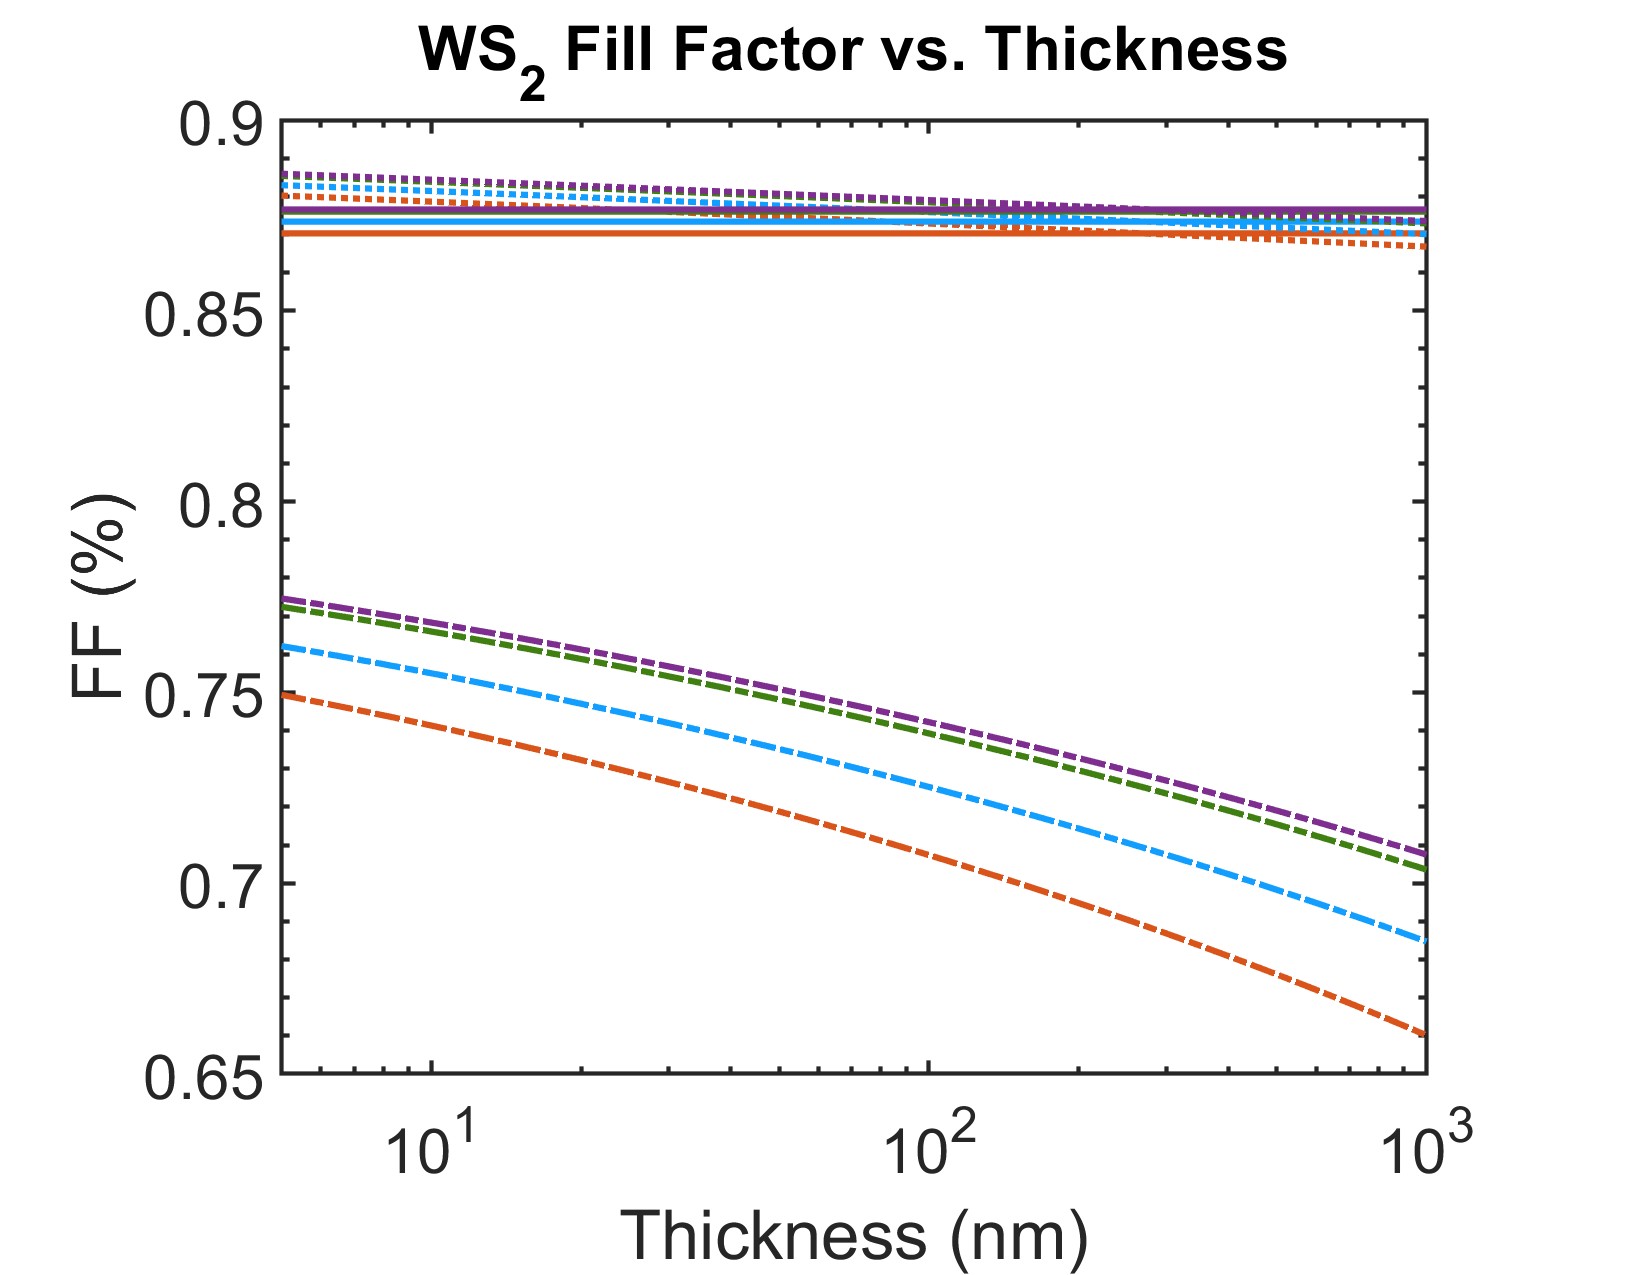 WS2 Fill Factor vs. Thickness
0.9
0.85
0.8
0.75
0.7
0.65
FF (%)
10^1 10^2 10^3
Thickness (nm)